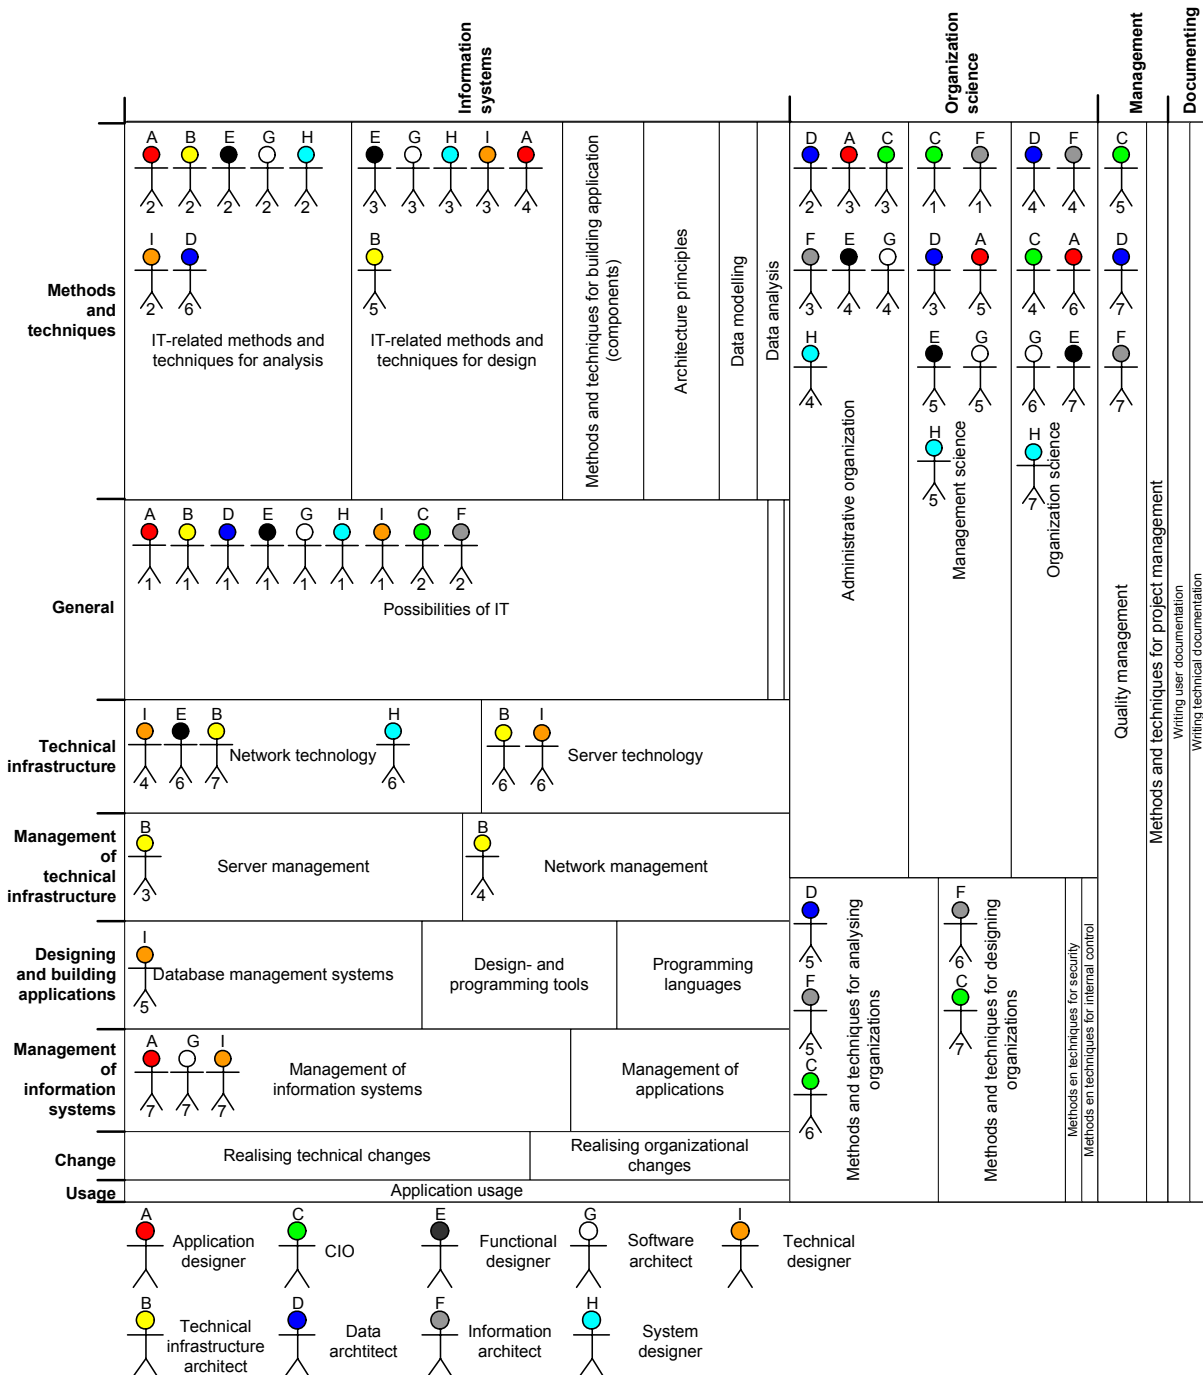 Information
systems
Organization
science
Management
Documenting
Methods
and
techniques
A B E G H
2 2 2 2 2
I D
2 6
IT-related methods and
techniques for analysis
E G H I A
3 3 3 3 4
B
5
IT-related methods and
techniques for design
Methods and techniques for building application
(components)
Architecture principles
Data modelling
Data analysis
D A C
2 3 3
F E G
3 4 4
H
4
Administrative organization
C F
1 1
D A
3 5
E G
5 5
H
5
Management science
D F
4 4
C A
4 6
G E
6 7
H
7
Organization science
C
5
D
7
F
7
Quality management
Methods and techniques for project management
Writing user documentation
Writing technical documentation
General
A B D E G H I C F
1 1 1 1 1 1 1 2 2
Possibilities of IT
Technical
infrastructure
I E B H
Network technology
4 6 7 6
B I
Server technology
6 6
Management
of
technical
infrastructure
B
Server management
3
B
Network management
4
Designing
and building
applications
I
Database management systems
5
Design- and
programming tools
Programming
languages
Management
of
information
systems
A G I
7 7 7
Management of
information systems
Management of
applications
D
5
F
5
C
6
Methods and techniques for analysing
organizations
F
6
C
7
Methods and techniques for designing
organizations
Methods en techniques for security
Methods en techniques for internal control
Change
Realising technical changes
Realising organizational
changes
Usage
Application usage
A
Application
designer
C
CIO
E
Functional
designer
G
Software
architect
I
Technical
designer
B
Technical
infrastructure
architect
D
Data
archtitect
F
Information
architect
H
System
designer